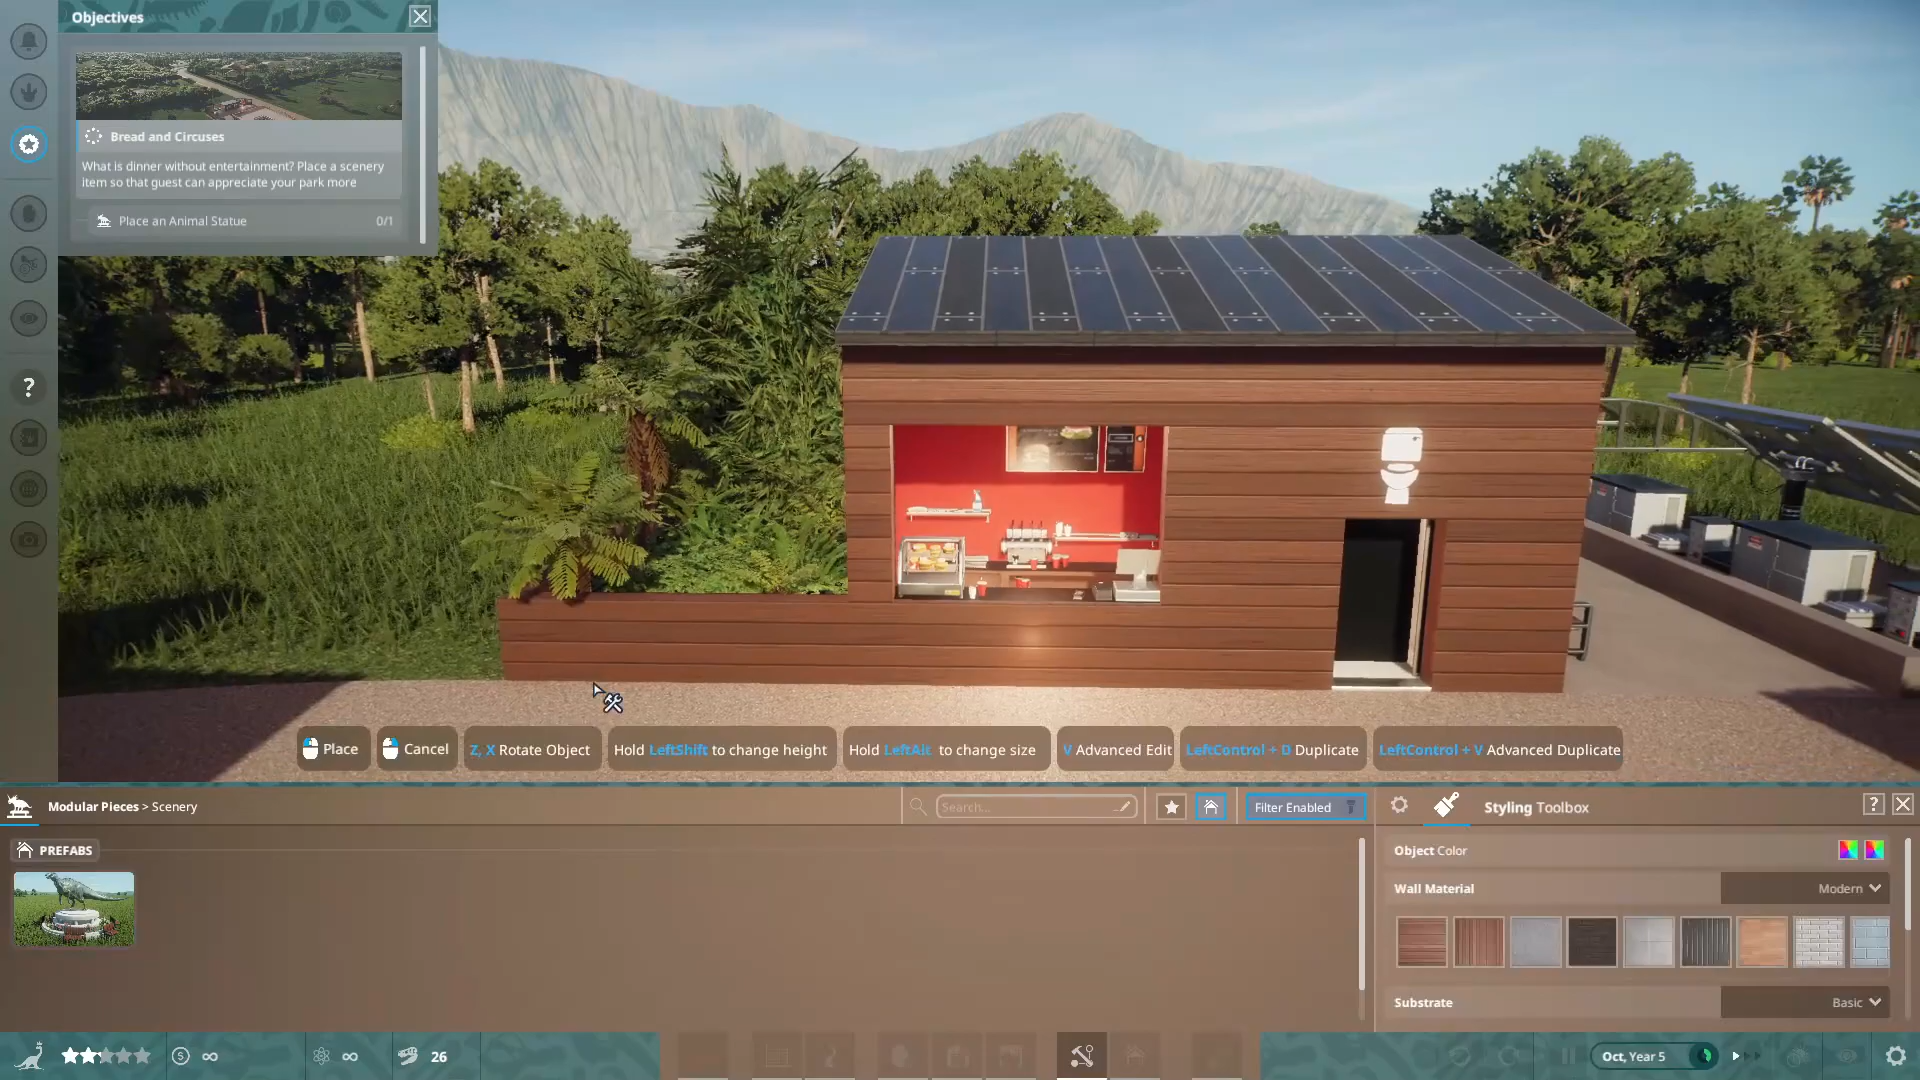 Objectives
Bread and Circuses
What is dinner without entertainment? Place a scenery
item so that guest can appreciate your park more
Place an Animal Statue 0/1
Place
Cancel
Z, X Rotate Object
Hold LeftShift to change height
Hold LeftAlt to change size
V Advanced Edit
LeftControl + D Duplicate
LeftControl + V Advanced Duplicate
Modular Pieces > Scenery
Search...
Filter Enabled
Styling Toolbox
?
PREFABS
Object Color
Wall Material Modern
Substrate Basic
∞
∞
26
Oct, Year 5